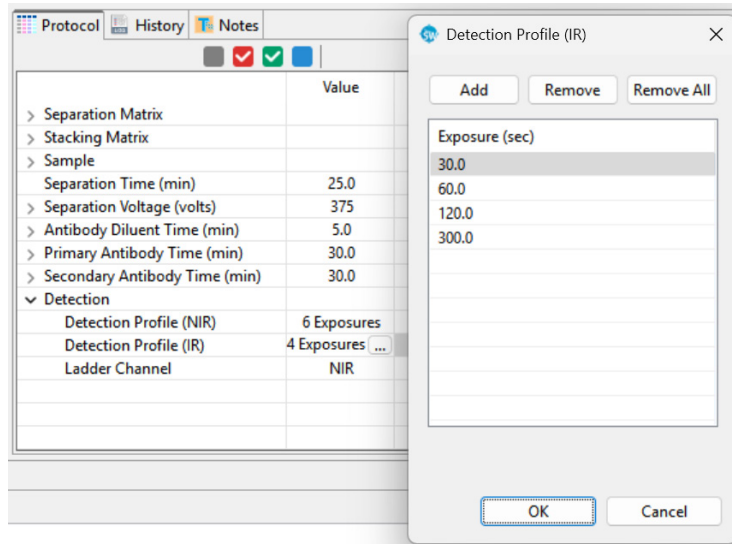 Protocol History Notes
Value
Separation Matrix
Stacking Matrix
Sample
Separation Time (min) 25.0
Separation Voltage (volts) 375
Antibody Diluent Time (min) 5.0
Primary Antibody Time (min) 30.0
Secondary Antibody Time (min) 30.0
Detection
Detection Profile (NIR) 6 Exposures
Detection Profile (IR) 4 Exposures ...
Ladder Channel NIR
SW Detection Profile (IR)
Add Remove Remove All
Exposure (sec)
30.0
60.0
120.0
300.0
OK Cancel